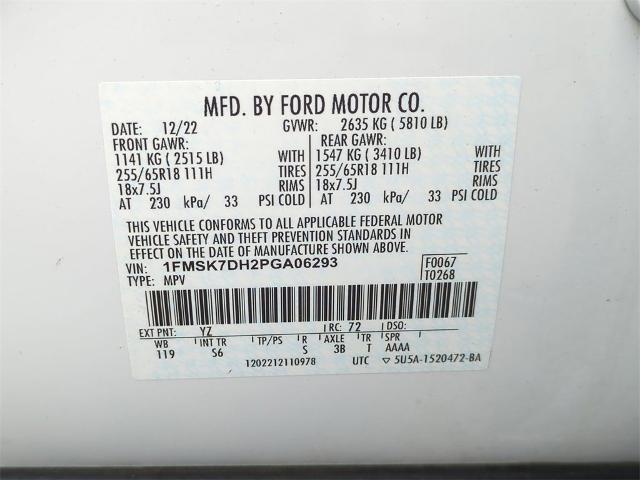 MFD. BY FORD MOTOR CO.
DATE: 12/22 GVWR: 2635 KG ( 5810 LB)
FRONT GAWR: REAR GAWR:
1141 KG ( 2515 LB) WITH 1547 KG ( 3410 LB) WITH
255/65R18 111H TIRES 255/65R18 111H TIRES
18x7.5J RIMS 18x7.5J RIMS
AT 230 kPa/ 33 PSI COLD AT 230 kPa/ 33 PSI COLD
THIS VEHICLE CONFORMS TO ALL APPLICABLE FEDERAL MOTOR
VEHICLE SAFETY AND THEFT PREVENTION STANDARDS IN
EFFECT ON THE DATE OF MANUFACTURE SHOWN ABOVE.
VIN: 1FMSK7DH2PGA06293 F0067
TYPE: MPV T0268
EXT PNT: YZ RC: 72 DSO:
WB INT TR TP/PS R AXLE TR SPR
119 S6 S 3B T AAAA
1202212110978 UTC ▽ 5U5A-1520472-BA